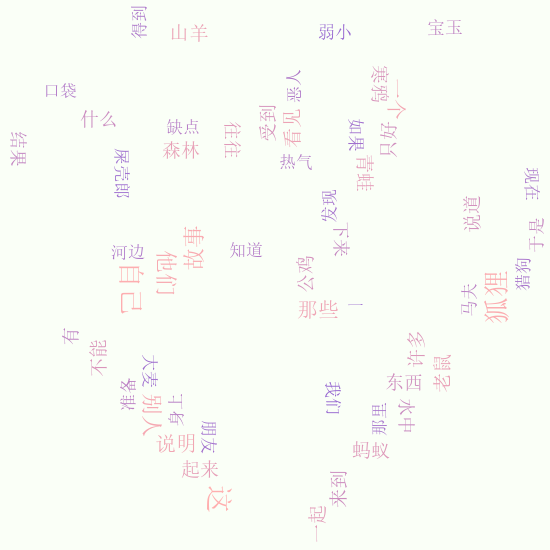 得到
山羊
弱小
宝玉
口袋
什么
恶人
寒鸦
一个
受到
看见
缺点
往往
如果
只好
结果
森林
热气
青蛙
屎壳郎
现在
发现
说道
下来
于是
事物
河边
知道
他们
公鸡
自己
猎狗
马夫
狐狸
那些
一
有
不能
许多
大麦
东西
老鼠
准备
别人
身上
我们
那里
水中
说明
朋友
蚂蚁
起来
来到
这
一起